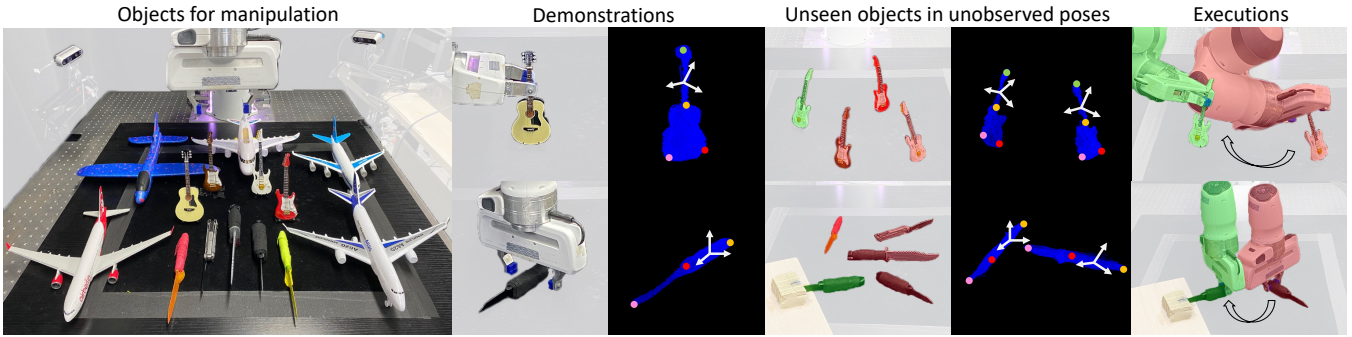 Objects for manipulation
Demonstrations
Unseen objects in unobserved poses
Executions